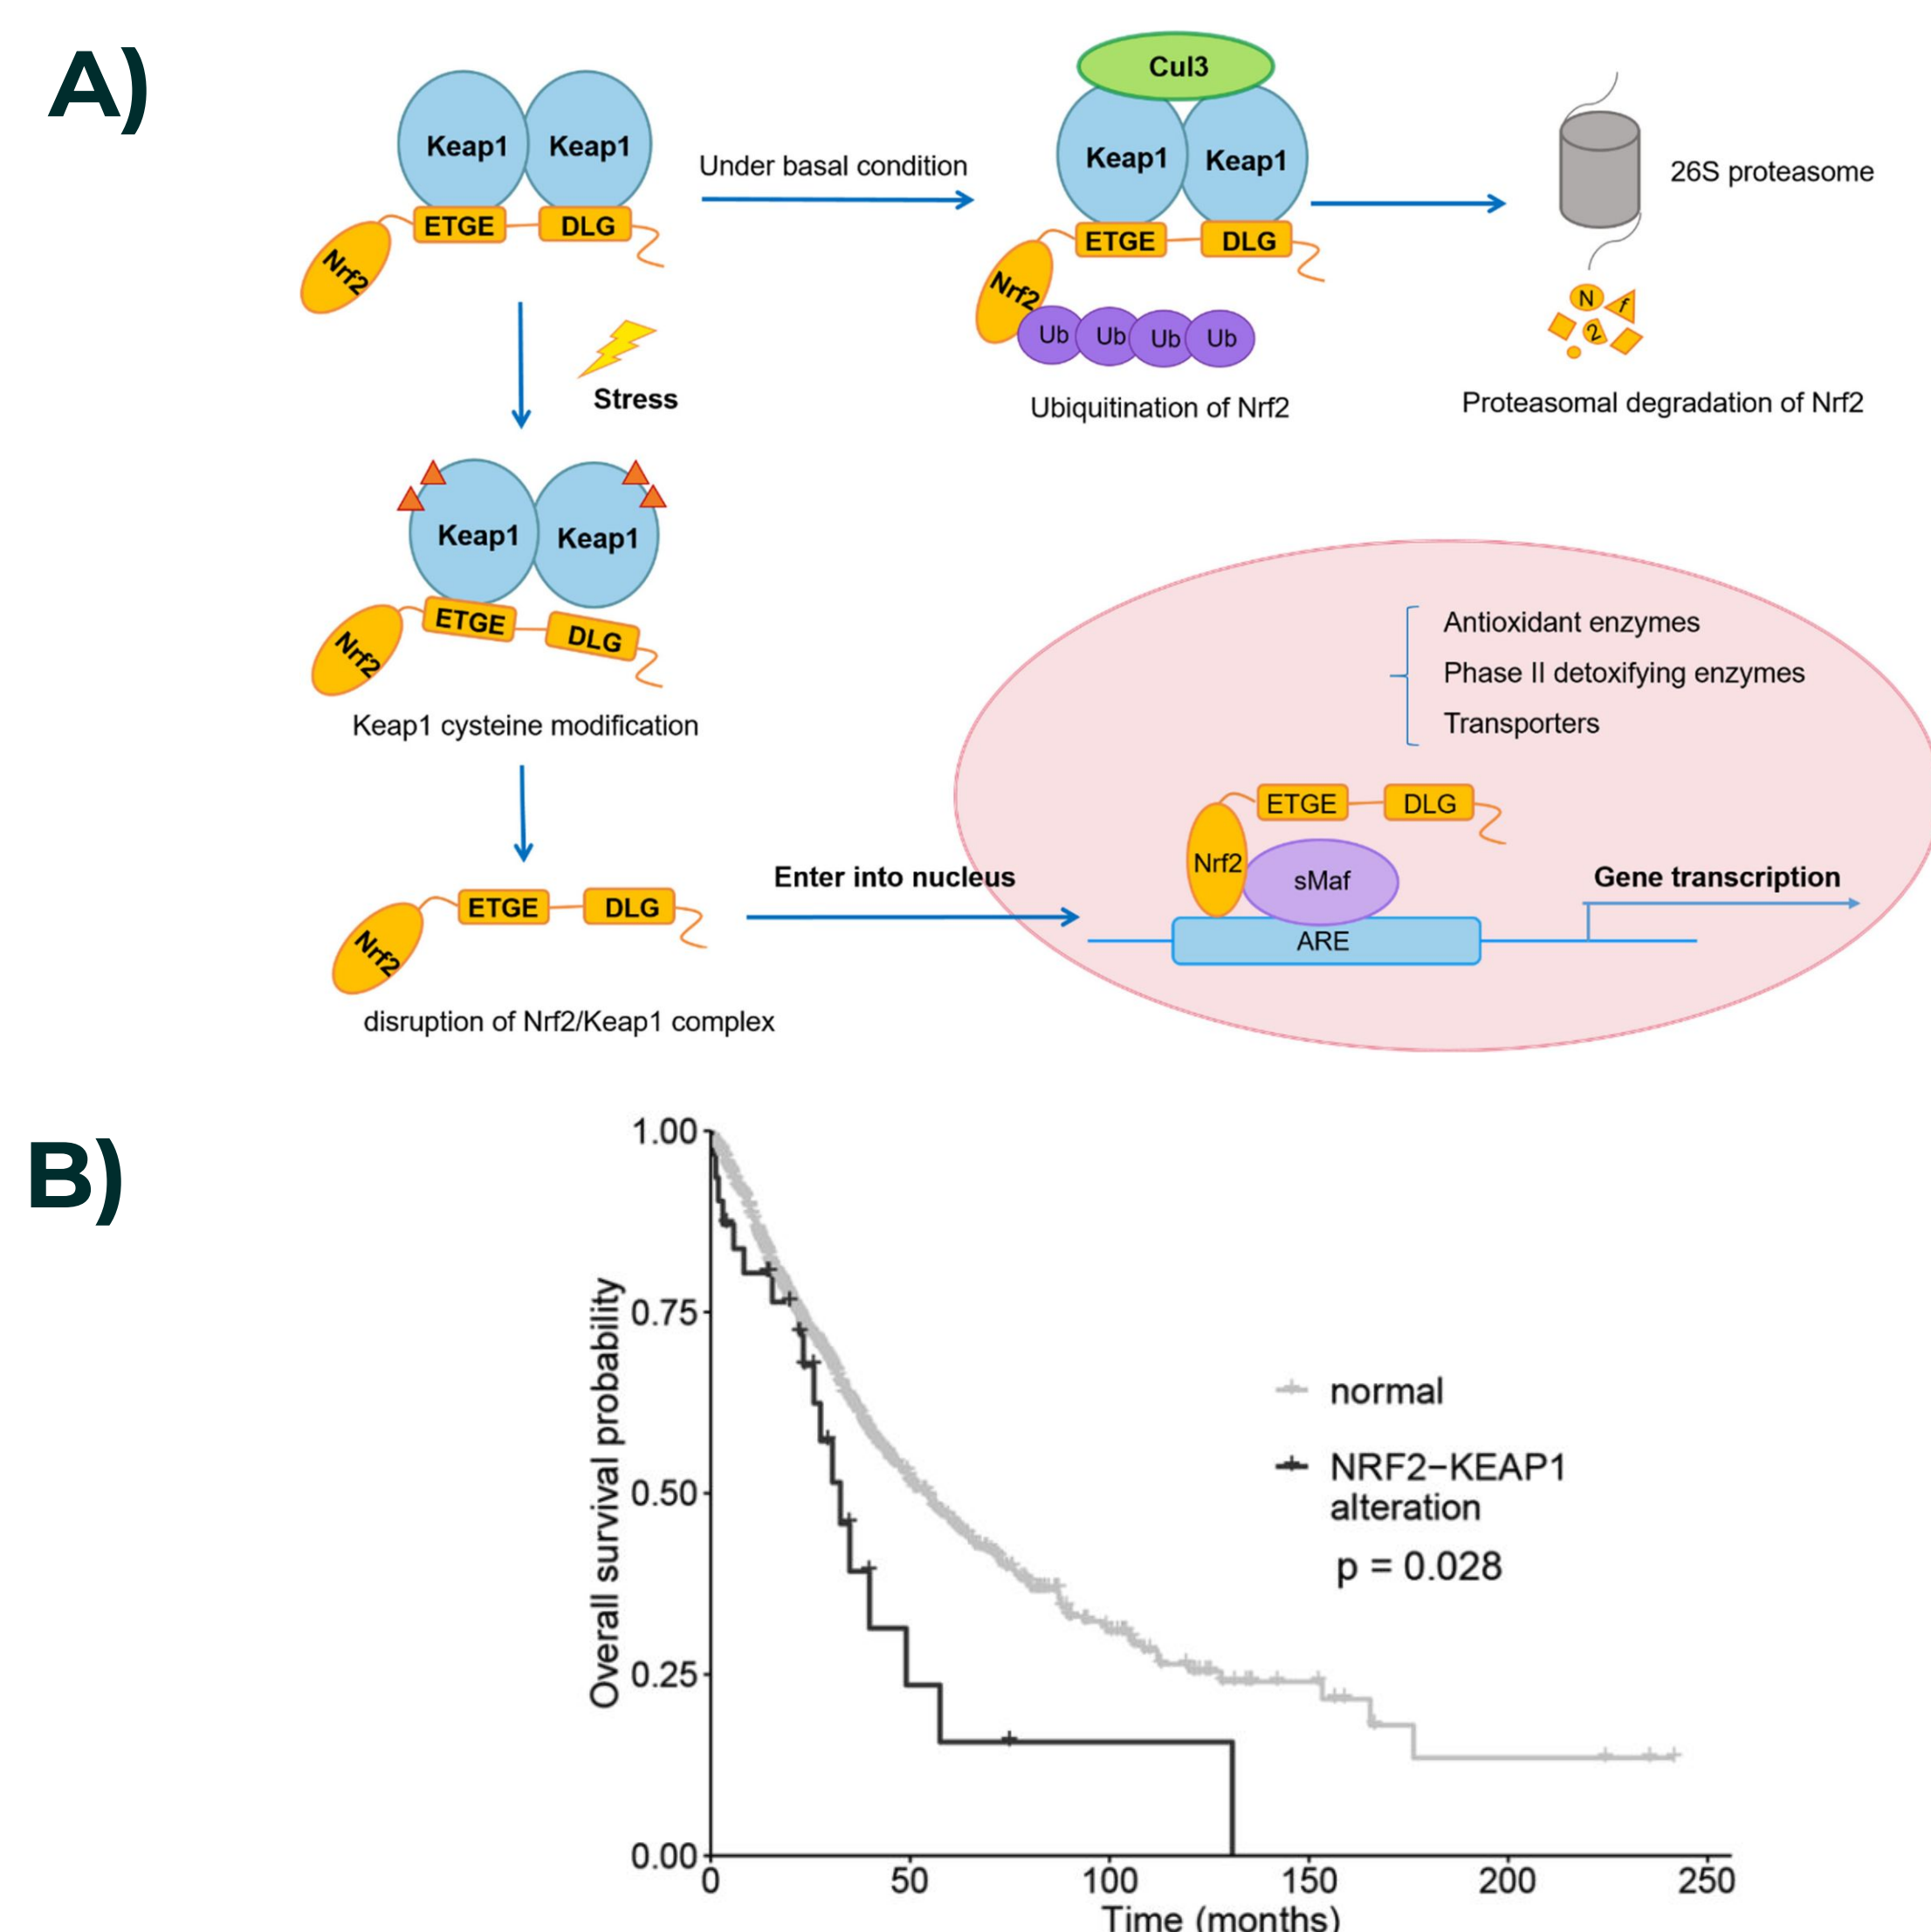 A)
Cul3
Keap1 Keap1
Keap1 Keap1
Under basal condition
26S proteasome
ETGE DLG
ETGE DLG
Nrf2
Nrf2
Ub Ub Ub Ub
N f
2
Stress
Ubiquitination of Nrf2
Proteasomal degradation of Nrf2
Keap1 Keap1
ETGE DLG
Nrf2
Keap1 cysteine modification
Antioxidant enzymes
Phase II detoxifying enzymes
Transporters
ETGE DLG
Nrf2
sMaf
ARE
Gene transcription
Enter into nucleus
ETGE DLG
Nrf2
disruption of Nrf2/Keap1 complex
B)
1.00
0.75
0.50
0.25
0.00
Overall survival probability
normal
NRF2−KEAP1
alteration
p = 0.028
0 50 100 150 200 250
Time (months)